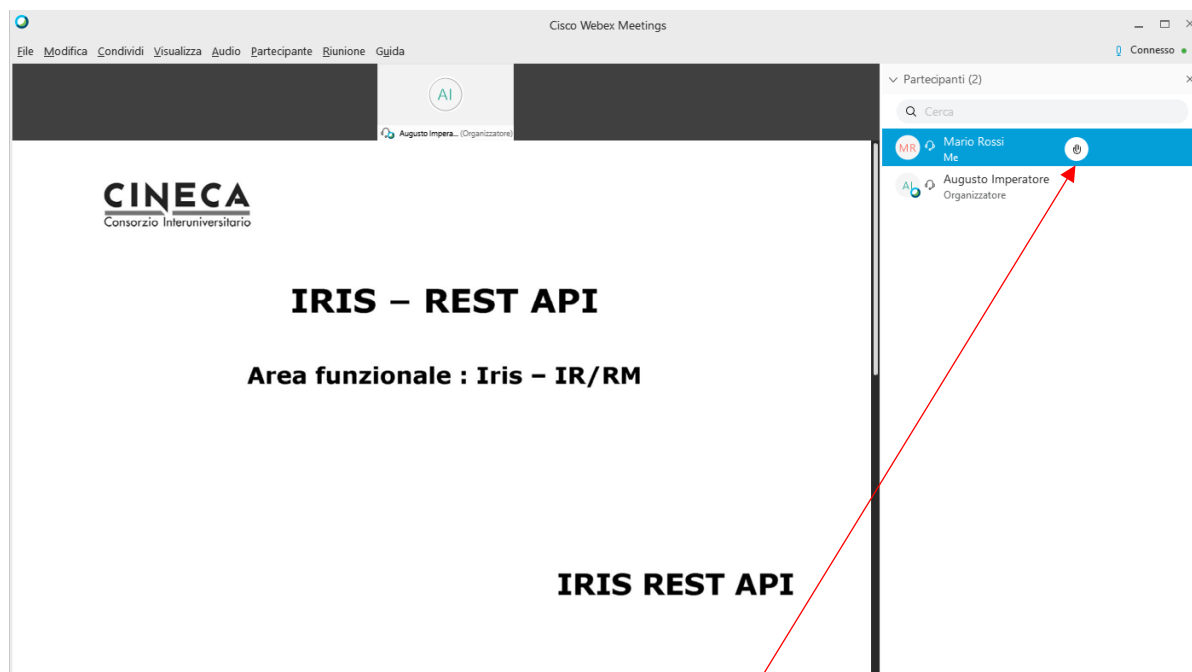 Cisco Webex Meetings
File Modifica Condividi Visualizza Audio Partecipante Riunione Guida
Connesso
AI
Augusto Impera... (Organizzatore)
Partecipanti (2)
Cerca
MR Mario Rossi
Me
AI Augusto Imperatore
Organizzatore
CINECA
Consorzio Interuniversitario
IRIS – REST API
Area funzionale : Iris – IR/RM
IRIS REST API